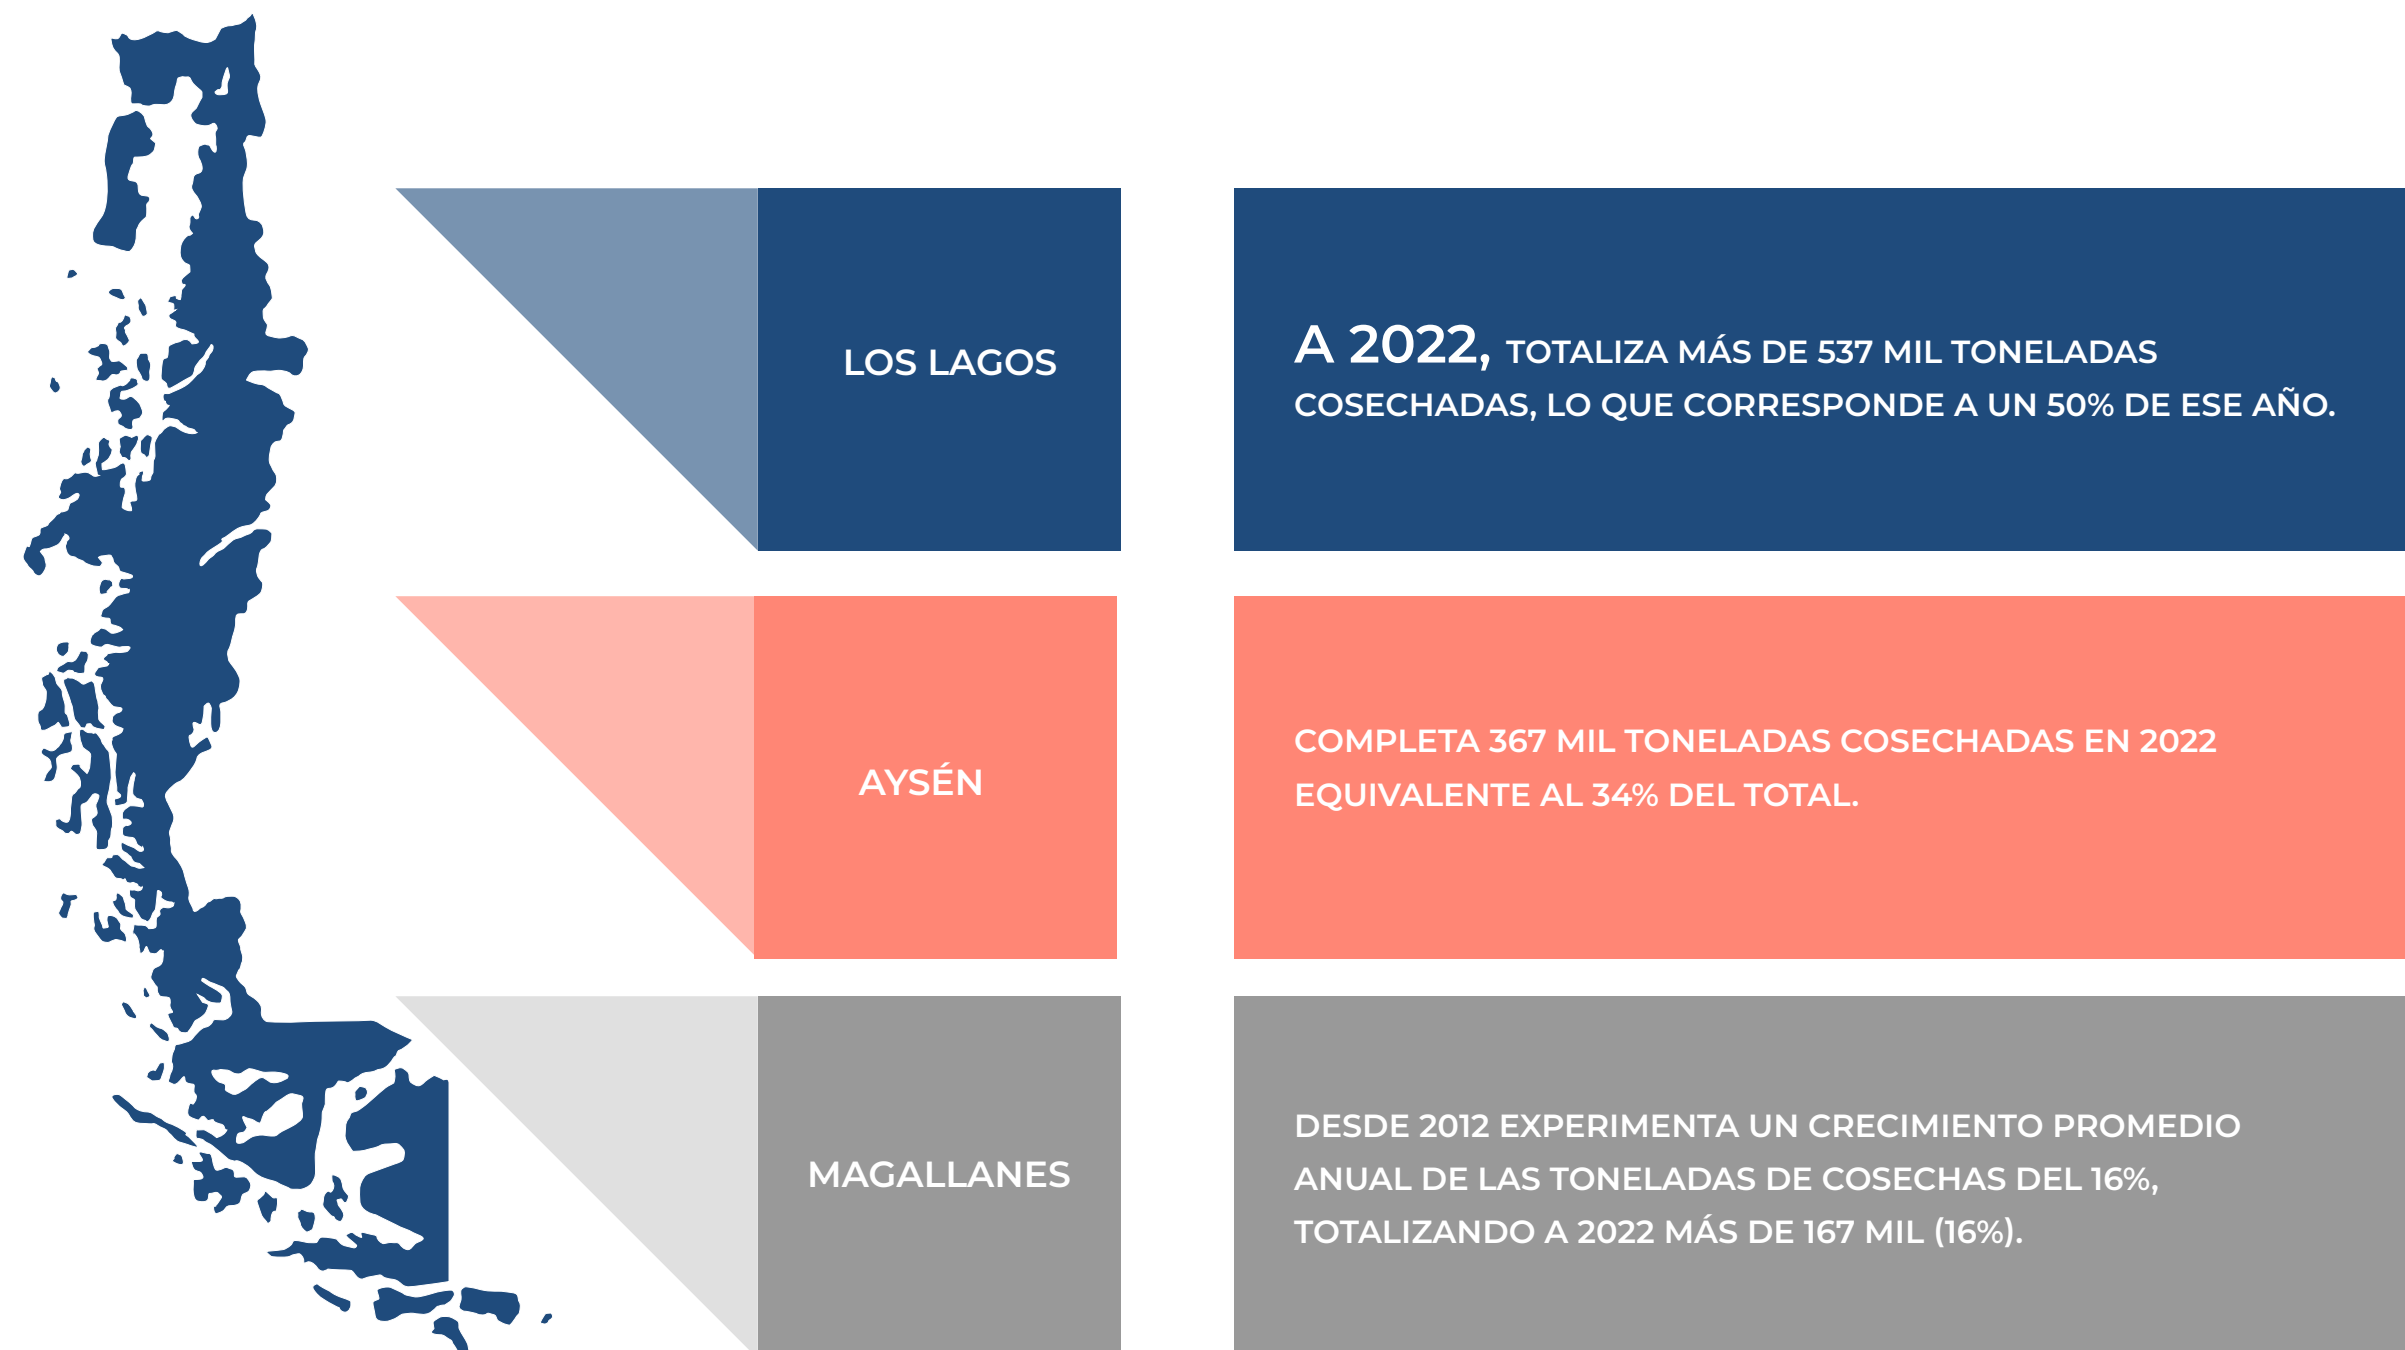 LOS LAGOS
A 2022, TOTALIZA MÁS DE 537 MIL TONELADAS
COSECHADAS, LO QUE CORRESPONDE A UN 50% DE ESE AÑO.
AYSÉN
COMPLETA 367 MIL TONELADAS COSECHADAS EN 2022
EQUIVALENTE AL 34% DEL TOTAL.
MAGALLANES
DESDE 2012 EXPERIMENTA UN CRECIMIENTO PROMEDIO
ANUAL DE LAS TONELADAS DE COSECHAS DEL 16%,
TOTALIZANDO A 2022 MÁS DE 167 MIL (16%).